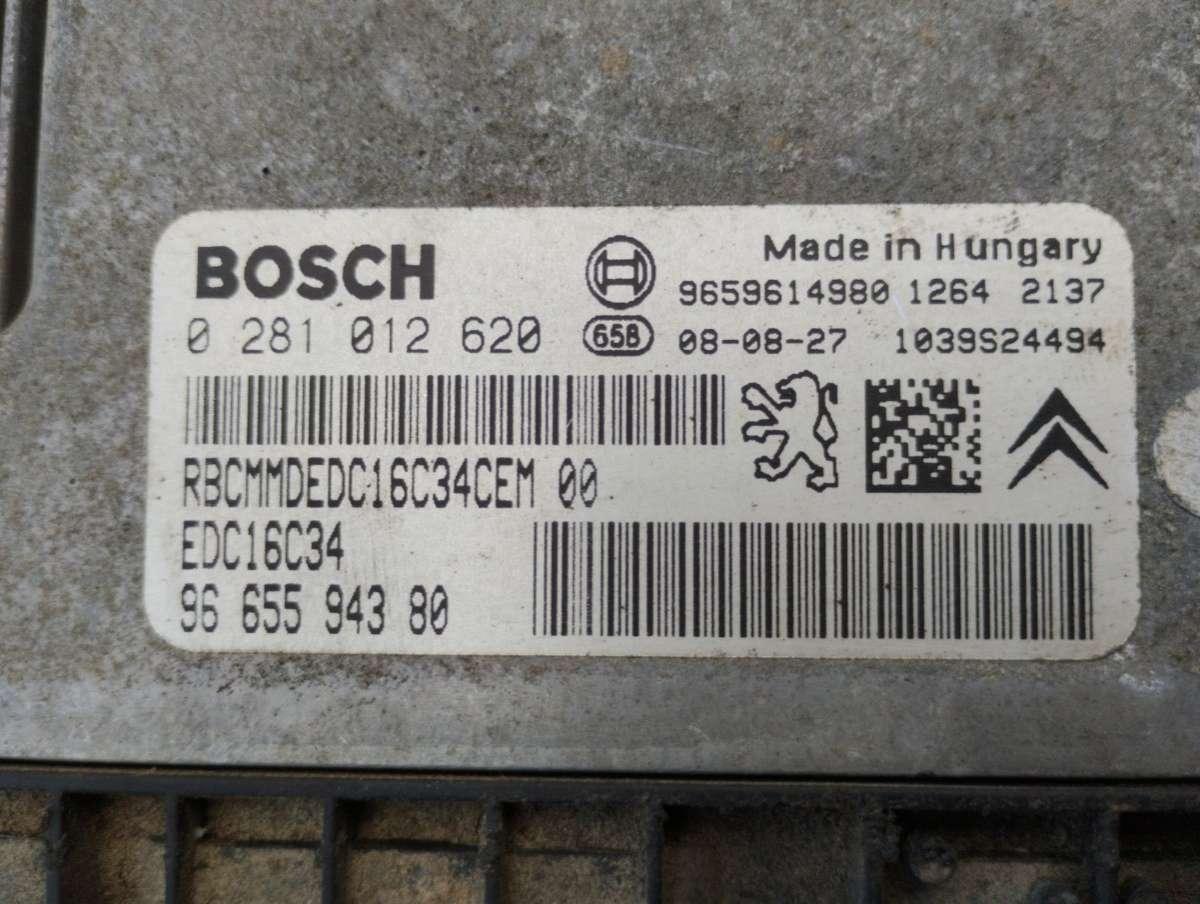 BOSCH
Made in Hungary
9659614980 1264 2137
0 281 012 620
65B
08-08-27 1039S24494
RBCMMDEDC16C34CEM 00
EDC16C34
96 655 943 80